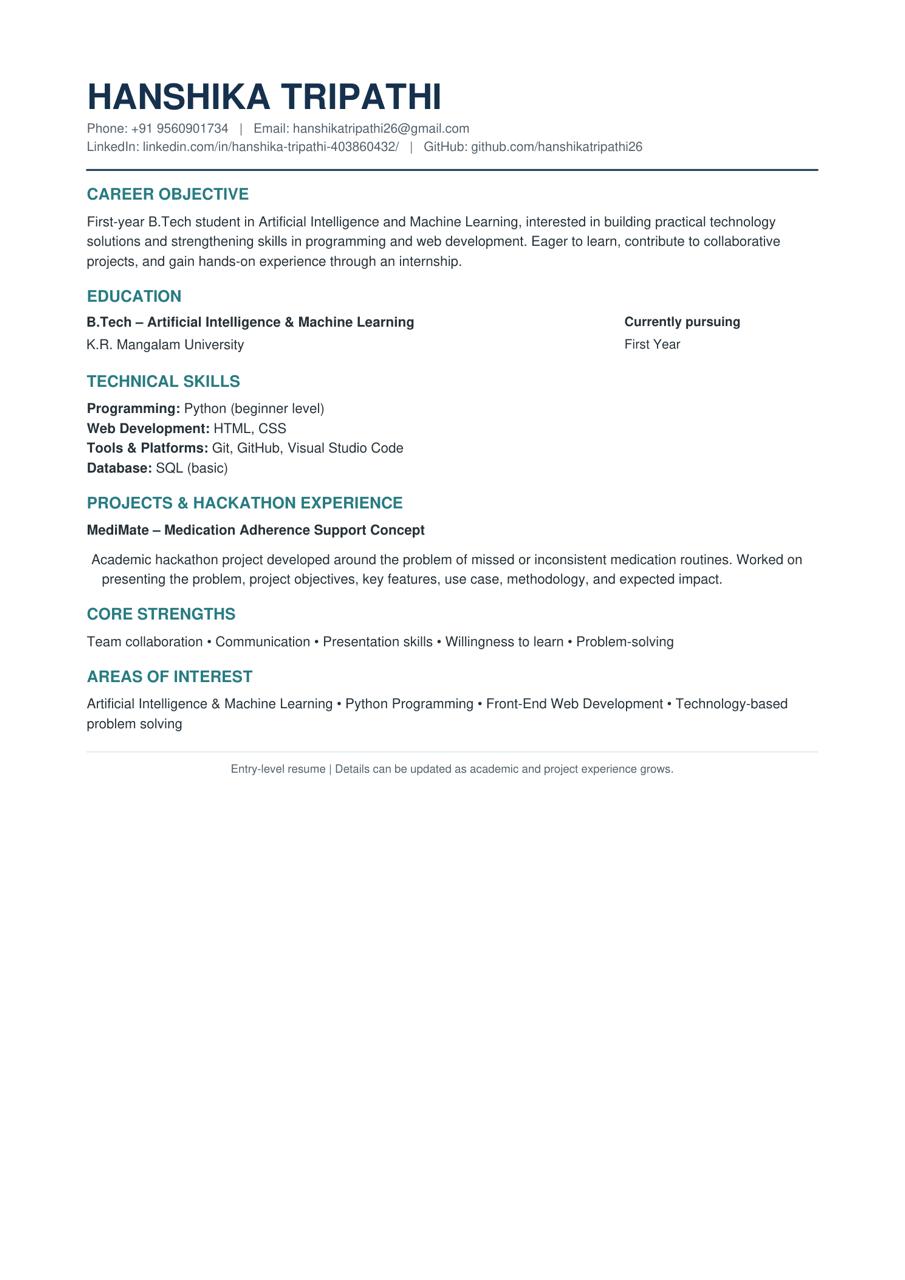 HANSHIKA TRIPATHI
Phone: +91 9560901734 | Email: hanshikatripathi26@gmail.com
LinkedIn: linkedin.com/in/hanshika-tripathi-403860432/ | GitHub: github.com/hanshikatripathi26
CAREER OBJECTIVE
First-year B.Tech student in Artificial Intelligence and Machine Learning, interested in building practical technology
solutions and strengthening skills in programming and web development. Eager to learn, contribute to collaborative
projects, and gain hands-on experience through an internship.
EDUCATION
B.Tech – Artificial Intelligence & Machine Learning Currently pursuing
K.R. Mangalam University First Year
TECHNICAL SKILLS
Programming: Python (beginner level)
Web Development: HTML, CSS
Tools & Platforms: Git, GitHub, Visual Studio Code
Database: SQL (basic)
PROJECTS & HACKATHON EXPERIENCE
MediMate – Medication Adherence Support Concept
Academic hackathon project developed around the problem of missed or inconsistent medication routines. Worked on
presenting the problem, project objectives, key features, use case, methodology, and expected impact.
CORE STRENGTHS
Team collaboration • Communication • Presentation skills • Willingness to learn • Problem-solving
AREAS OF INTEREST
Artificial Intelligence & Machine Learning • Python Programming • Front-End Web Development • Technology-based
problem solving
Entry-level resume | Details can be updated as academic and project experience grows.